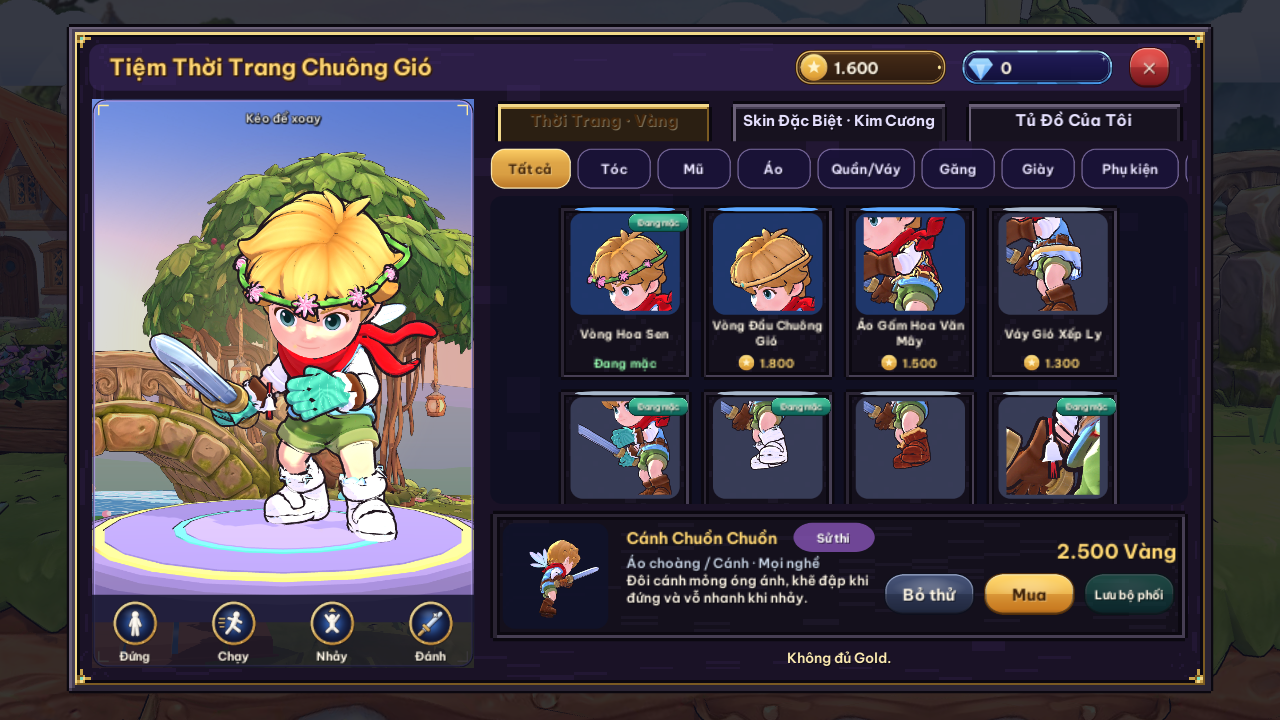 Tiệm Thời Trang Chuông Gió
1.600
0
Kéo để xoay
Thời Trang · Vàng
Skin Đặc Biệt · Kim Cương
Tủ Đồ Của Tôi
Tất cả
Tóc
Mũ
Áo
Quần/Váy
Găng
Giày
Phụ kiện
Đang mặc
Vòng Hoa Sen
Đang mặc
Vòng Đầu Chuông Gió
1.800
Áo Gấm Hoa Văn Mây
1.500
Váy Gió Xếp Ly
1.300
Đang mặc
Đang mặc
Đang mặc
Cánh Chuồn Chuồn
Sử thi
Áo choàng / Cánh · Mọi nghề
Đôi cánh mỏng óng ánh, khẽ đập khi
đứng và vỗ nhanh khi nhảy.
2.500 Vàng
Bỏ thử
Mua
Lưu bộ phối
Đứng
Chạy
Nhảy
Đánh
Không đủ Gold.